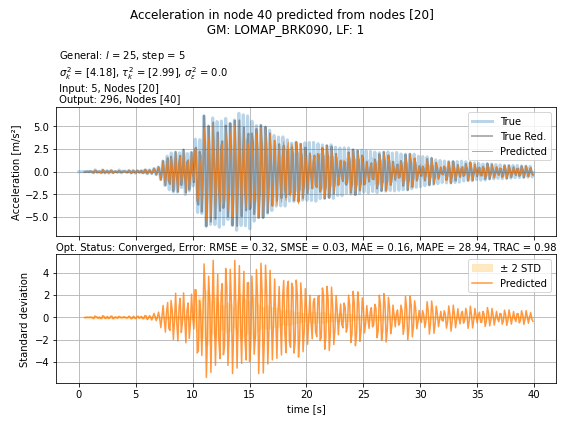 Acceleration in node 40 predicted from nodes [20]
GM: LOMAP_BRK090, LF: 1
General: l = 25, step = 5
σ²ₖ = [4.18], τ²ₖ = [2.99], σ²ε = 0.0
Input: 5, Nodes [20]
Output: 296, Nodes [40]
Acceleration [m/s²]
5.0
2.5
0.0
−2.5
−5.0
True
True Red.
Predicted
Opt. Status: Converged, Error: RMSE = 0.32, SMSE = 0.03, MAE = 0.16, MAPE = 28.94, TRAC = 0.98
Standard deviation
4
2
0
−2
−4
± 2 STD
Predicted
0 5 10 15 20 25 30 35 40
time [s]